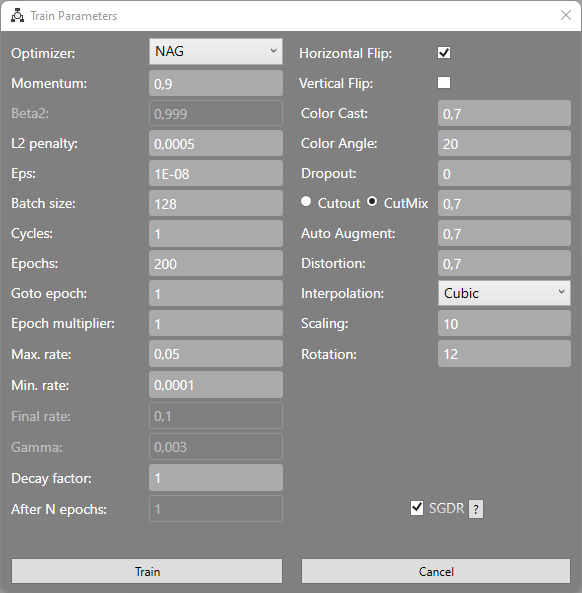 Train Parameters
Optimizer: NAG
Momentum: 0,9
Beta2: 0,999
L2 penalty: 0,0005
Eps: 1E-08
Batch size: 128
Cycles: 1
Epochs: 200
Goto epoch: 1
Epoch multiplier: 1
Max. rate: 0,05
Min. rate: 0,0001
Final rate: 0,1
Gamma: 0,003
Decay factor: 1
After N epochs: 1
Horizontal Flip:
Vertical Flip:
Color Cast: 0,7
Color Angle: 20
Dropout: 0
Cutout CutMix 0,7
Auto Augment: 0,7
Distortion: 0,7
Interpolation: Cubic
Scaling: 10
Rotation: 12
SGDR ?
Train
Cancel